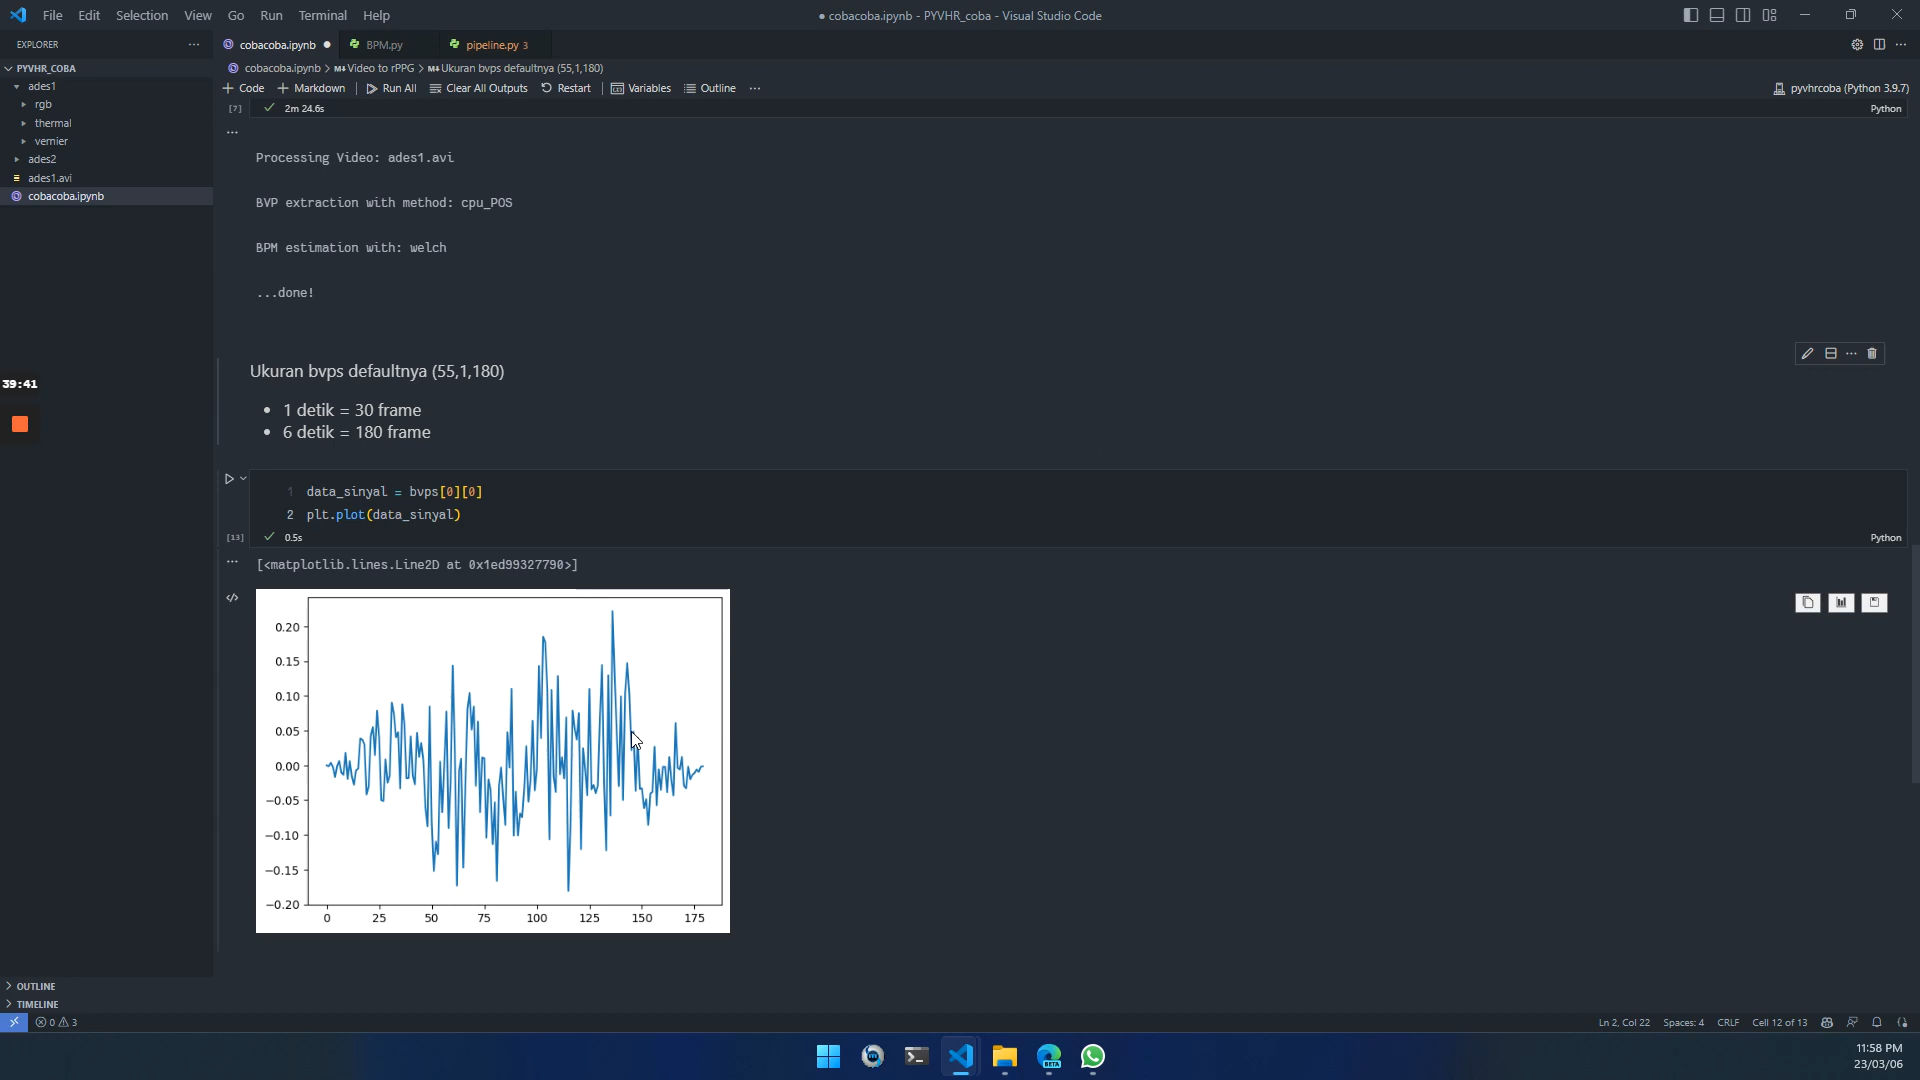 File Edit Selection View Go Run Terminal Help
● cobacoba.ipynb - PYVHR_coba - Visual Studio Code
EXPLORER
cobacoba.ipynb BPM.py pipeline.py 3
PYVHR_COBA
cobacoba.ipynb > M↓ Video to rPPG > M↓ Ukuran bvps defaultnya (55,1,180)
ades1
+ Code + Markdown Run All Clear All Outputs Restart Variables Outline ...
pyvhrcoba (Python 3.9.7)
rgb
[7] ✓ 2m 24.6s
Python
thermal
vernier
ades2
ades1.avi
cobacoba.ipynb
Processing Video: ades1.avi
BVP extraction with method: cpu_POS
BPM estimation with: welch
...done!
39:41
Ukuran bvps defaultnya (55,1,180)
• 1 detik = 30 frame
• 6 detik = 180 frame
1 data_sinyal = bvps[0][0]
2 plt.plot(data_sinyal)
[13] ✓ 0.5s
Python
[<matplotlib.lines.Line2D at 0x1ed99327790>]
0.20
0.15
0.10
0.05
0.00
−0.05
−0.10
−0.15
−0.20
0 25 50 75 100 125 150 175
OUTLINE
TIMELINE
0 3
Ln 2, Col 22 Spaces: 4 CRLF Cell 12 of 13
BETA
11:58 PM
23/03/06